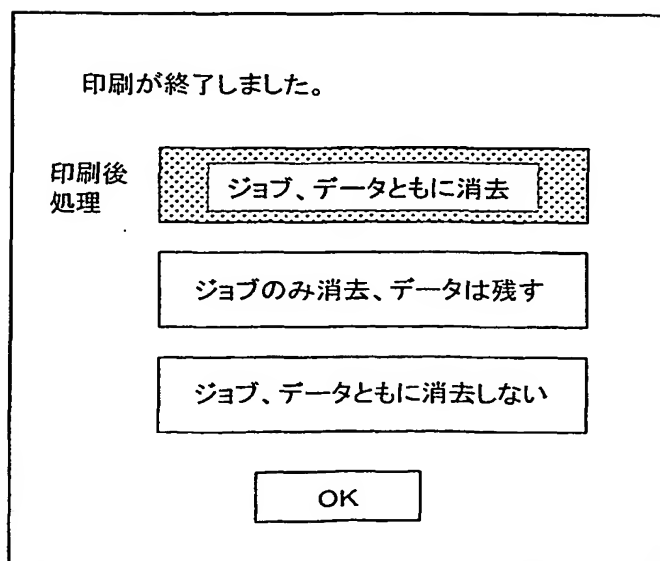 印刷が終了しました。
印刷後
処理
ジョブ、データともに消去
ジョブのみ消去、データは残す
ジョブ、データともに消去しない
OK